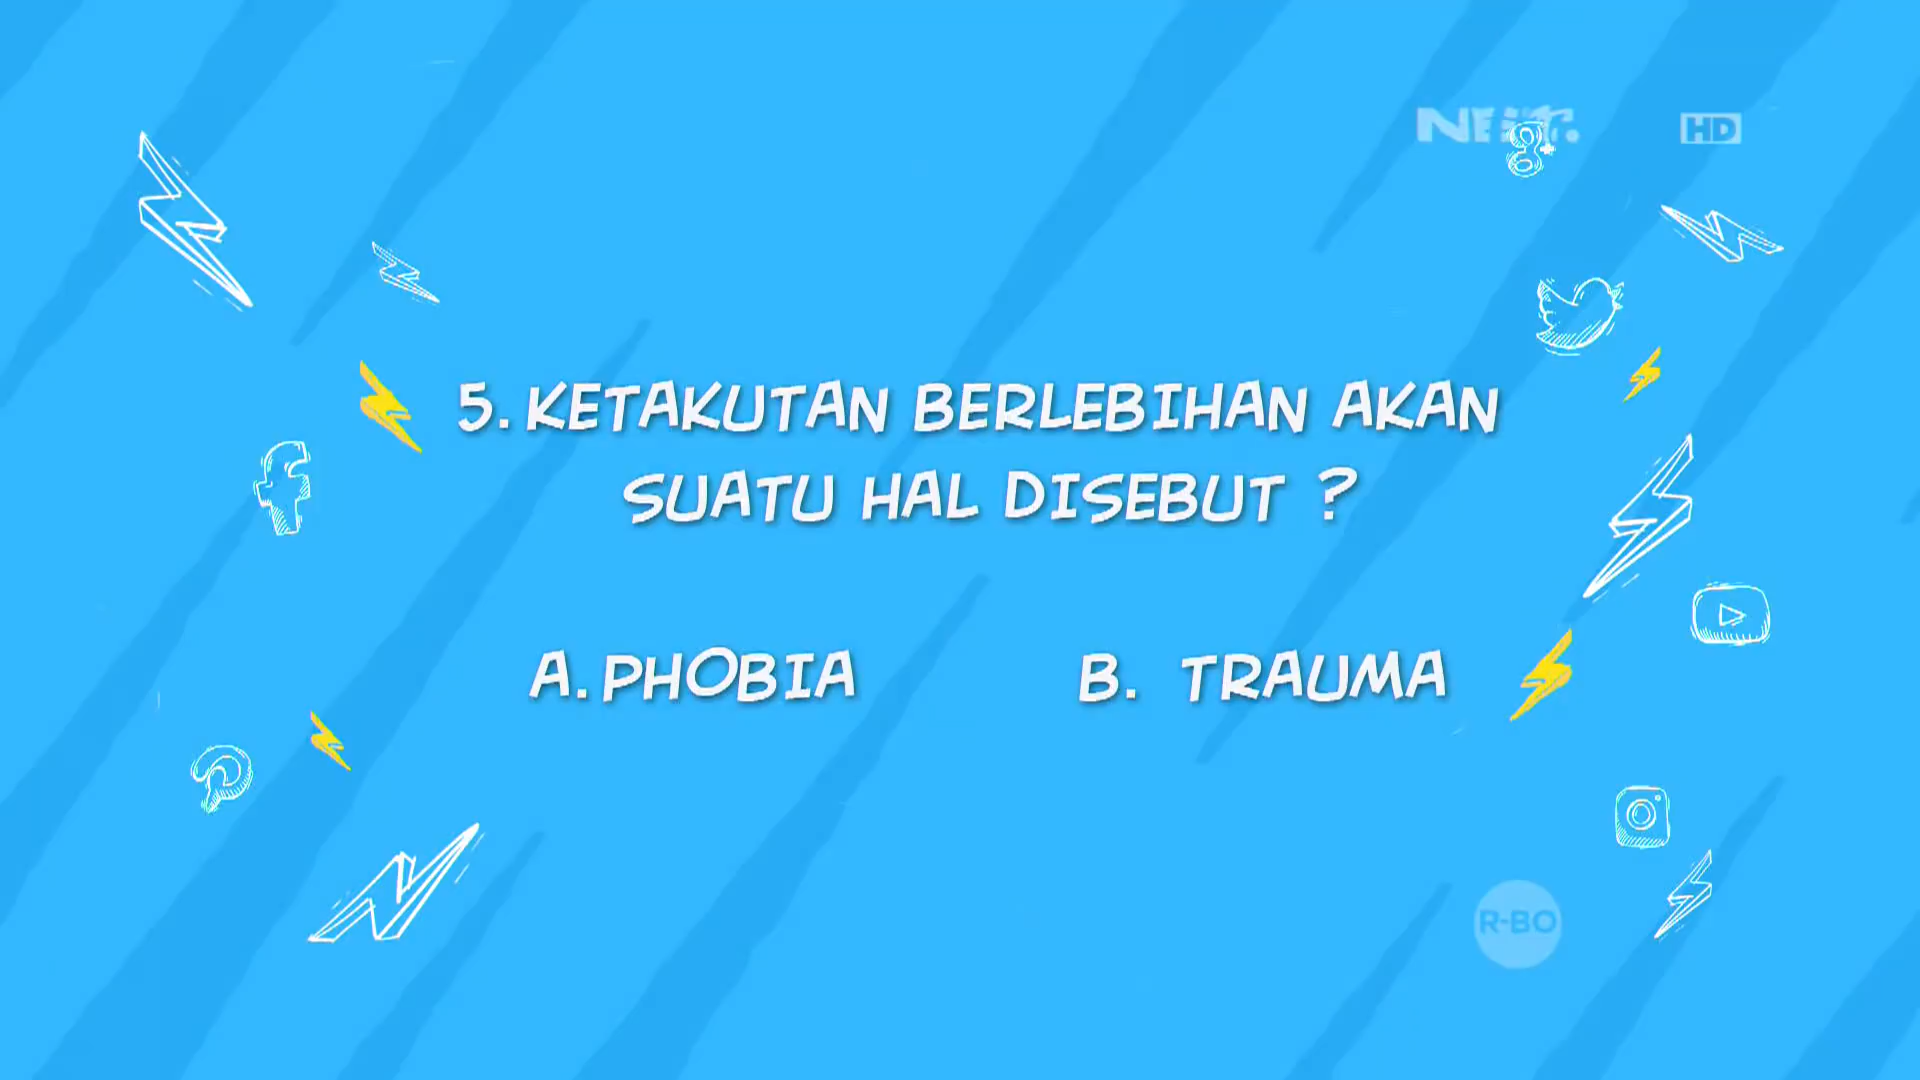 HD
5. KETAKUTAN BERLEBIHAN AKAN
SUATU HAL DISEBUT ?
A. PHOBIA
B. TRAUMA
R-BO